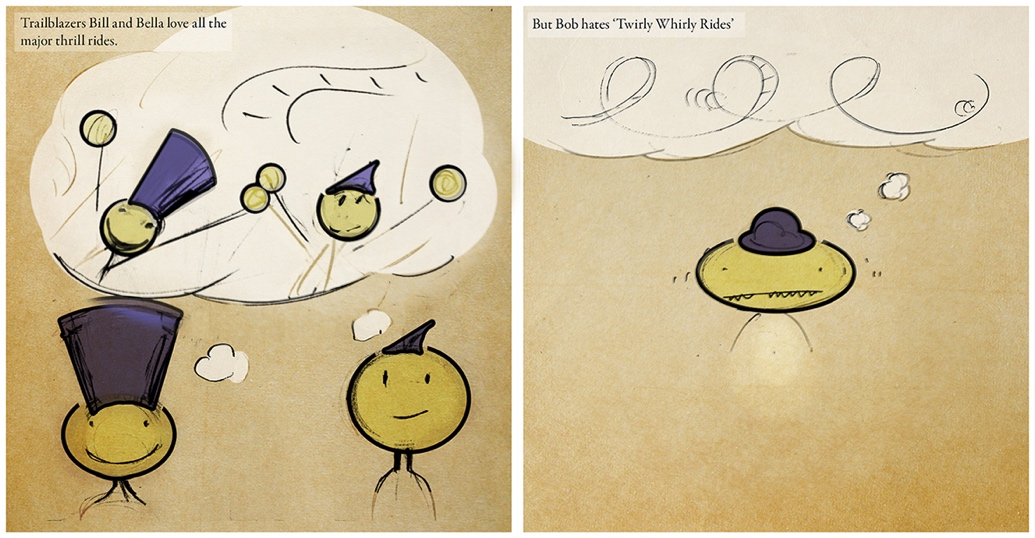 Trailblazers Bill and Bella love all the
major thrill rides.
But Bob hates ‘Twirly Whirly Rides’